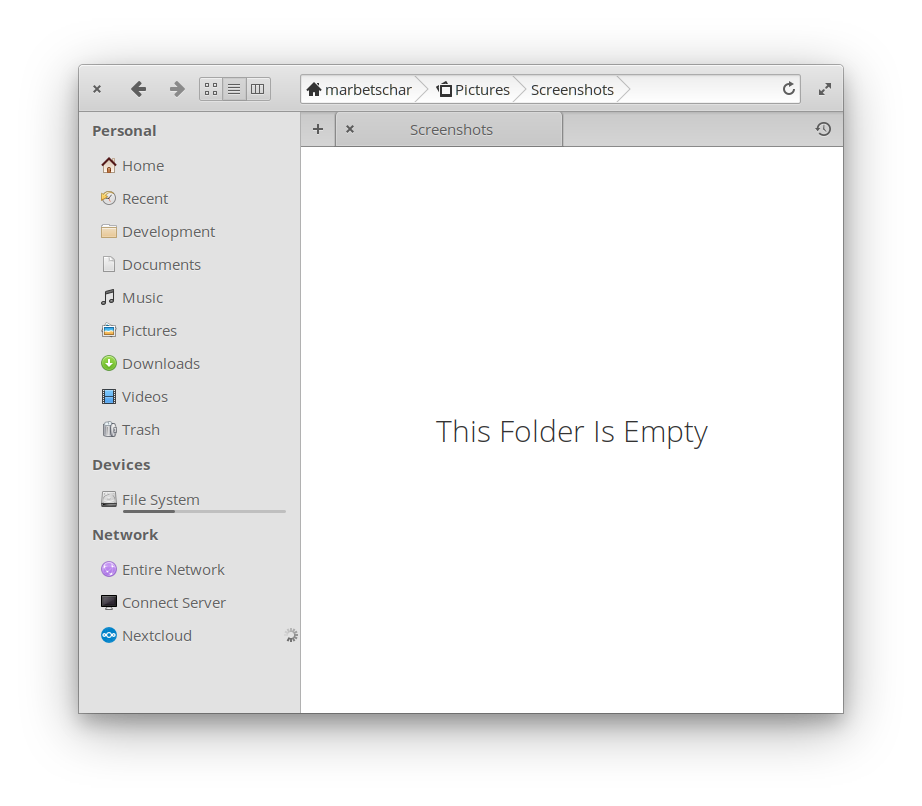 marbetschar Pictures Screenshots
Screenshots
Personal
Home
Recent
Development
Documents
Music
Pictures
Downloads
Videos
Trash
Devices
File System
Network
Entire Network
Connect Server
Nextcloud
This Folder Is Empty